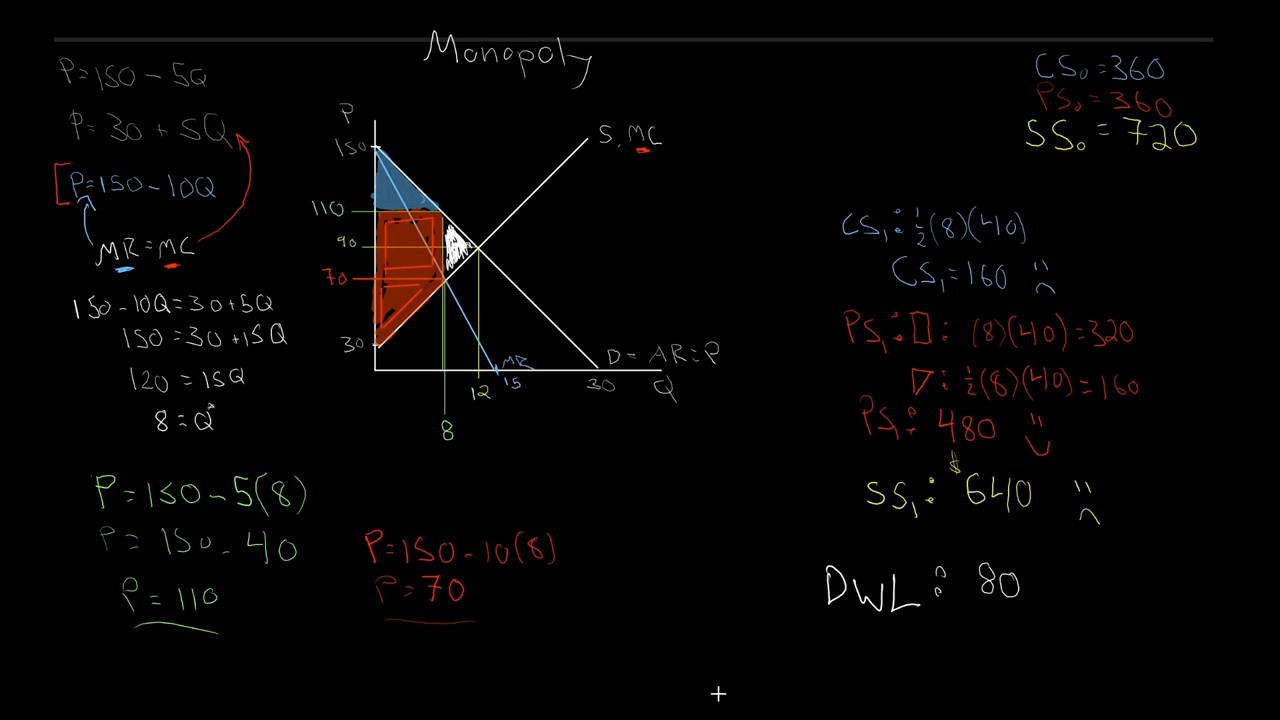 Monopoly
P=150-5Q
P=30+5Q
P=150-10Q
MR=MC
150-10Q=30+5Q
150=30+15Q
120=15Q
8=Q*
P=150-5(8)
P=150-40
P=110
P=150-10(8)
P=70
P
150
110
90
70
30
S, MC
D=AR=P
MR
15
12
30
Q
8
CS₀=360
PS₀=360
SS₀=720
CS₁: ½(8)(40)
CS₁=160
PS₁: (8)(40)=320
: ½(8)(40)=160
PS₁: 480
$
SS₁: 640
DWL: 80